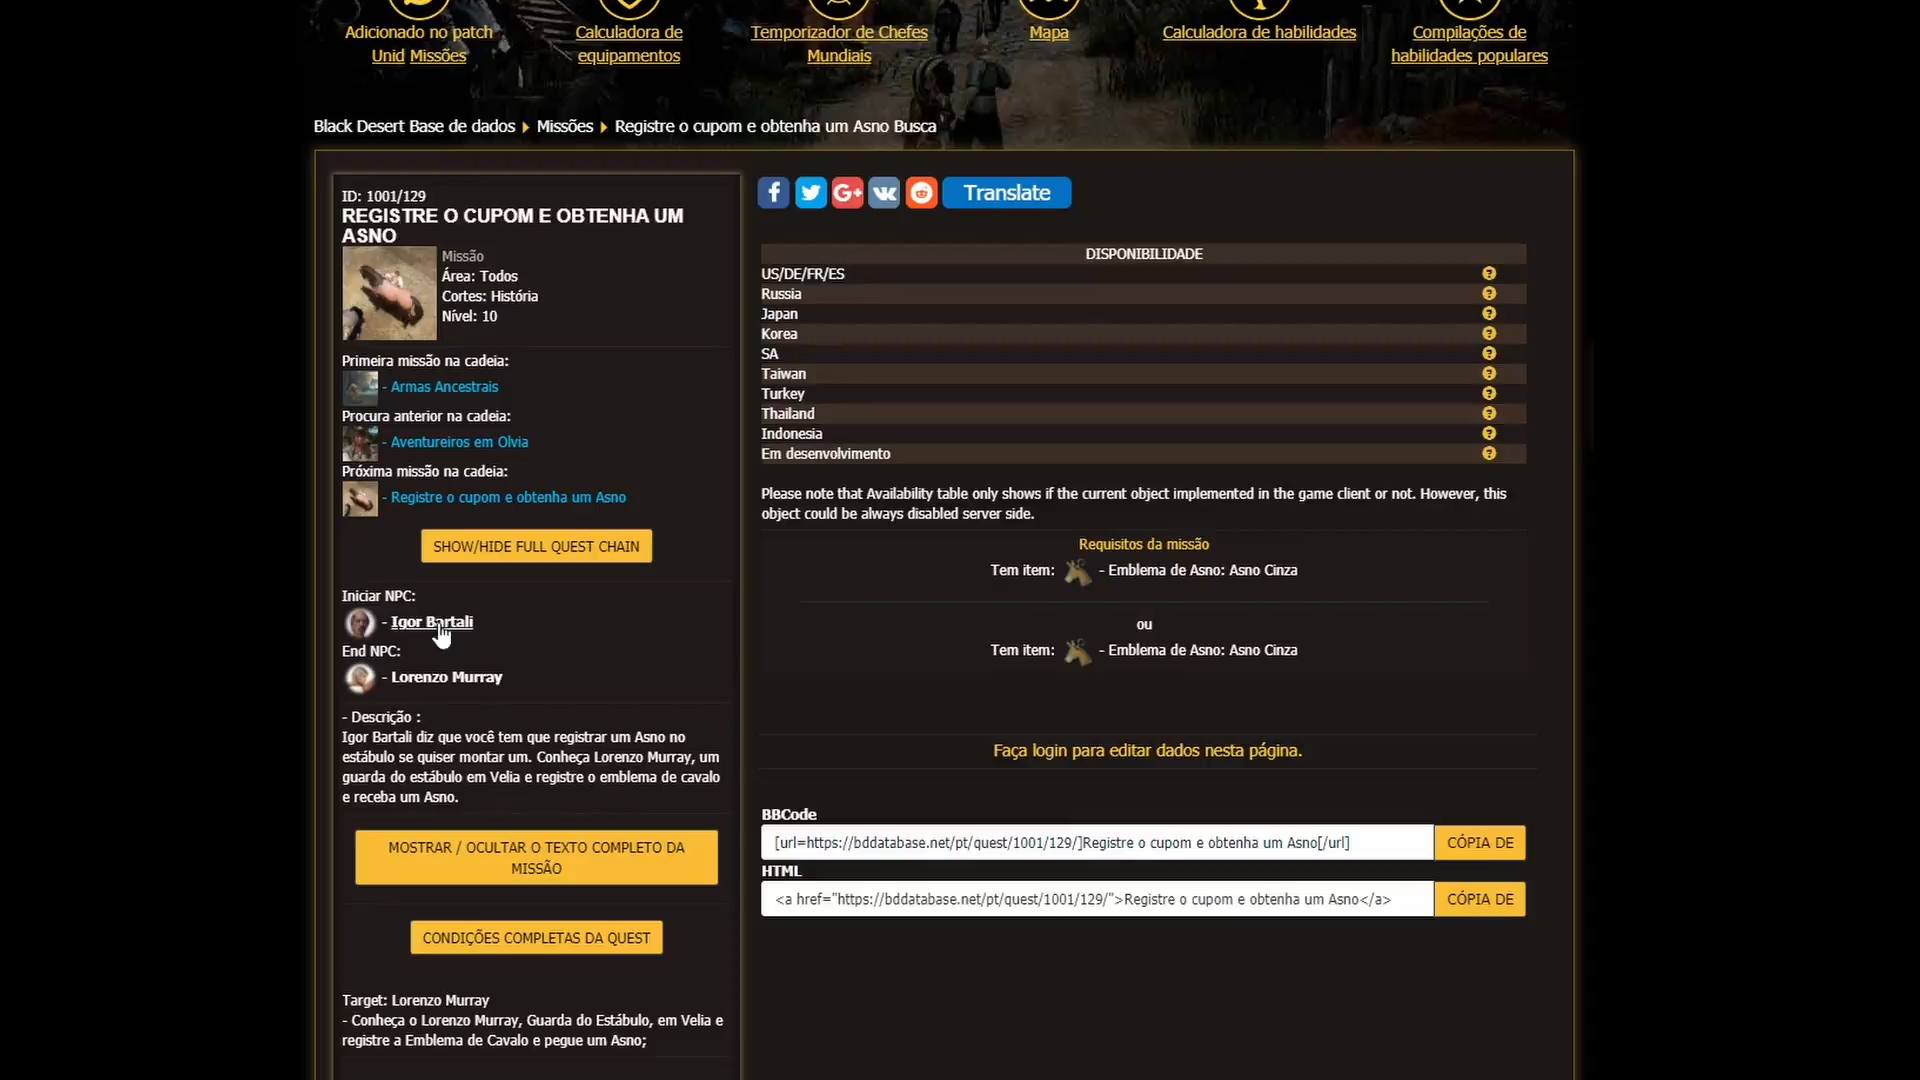 Adicionado no patch
Unid Missões
Calculadora de
equipamentos
Temporizador de Chefes
Mundiais
Mapa
Calculadora de habilidades
Compilações de
habilidades populares
Black Desert Base de dados Missões Registre o cupom e obtenha um Asno Busca
ID: 1001/129
REGISTRE O CUPOM E OBTENHA UM
ASNO
Missão
Área: Todos
Cortes: História
Nível: 10
Primeira missão na cadeia:
- Armas Ancestrais
Procura anterior na cadeia:
- Aventureiros em Olvia
Próxima missão na cadeia:
- Registre o cupom e obtenha um Asno
SHOW/HIDE FULL QUEST CHAIN
Iniciar NPC:
- Igor Bartali
End NPC:
- Lorenzo Murray
- Descrição :
Igor Bartali diz que você tem que registrar um Asno no
estábulo se quiser montar um. Conheça Lorenzo Murray, um
guarda do estábulo em Velia e registre o emblema de cavalo
e receba um Asno.
MOSTRAR / OCULTAR O TEXTO COMPLETO DA
MISSÃO
CONDIÇÕES COMPLETAS DA QUEST
Target: Lorenzo Murray
- Conheça o Lorenzo Murray, Guarda do Estábulo, em Velia e
registre a Emblema de Cavalo e pegue um Asno;
f G+ VK Translate
DISPONIBILIDADE
US/DE/FR/ES ?
Russia ?
Japan ?
Korea ?
SA ?
Taiwan ?
Turkey ?
Thailand ?
Indonesia ?
Em desenvolvimento ?
Please note that Availability table only shows if the current object implemented in the game client or not. However, this
object could be always disabled server side.
Requisitos da missão
Tem item: - Emblema de Asno: Asno Cinza
ou
Tem item: - Emblema de Asno: Asno Cinza
Faça login para editar dados nesta página.
BBCode
[url=https://bddatabase.net/pt/quest/1001/129/]Registre o cupom e obtenha um Asno[/url] CÓPIA DE
HTML
<a href="https://bddatabase.net/pt/quest/1001/129/">Registre o cupom e obtenha um Asno</a> CÓPIA DE